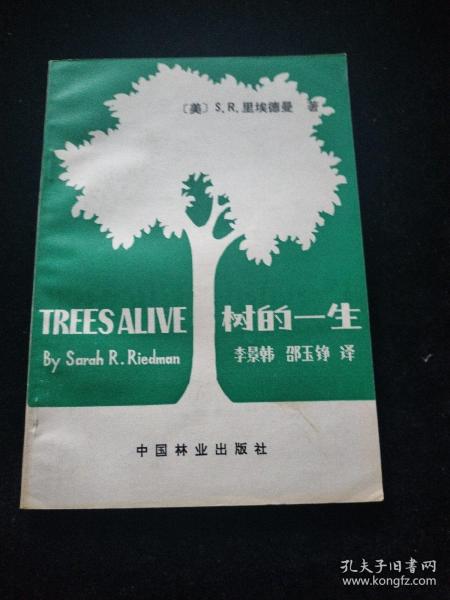 〔美〕 S.R.里埃德曼 著
TREES ALIVE 树的一生
By Sarah R. Riedman 李景韩 邵玉铮 译
中国林业出版社
孔夫子旧书网
www.kongfz.com